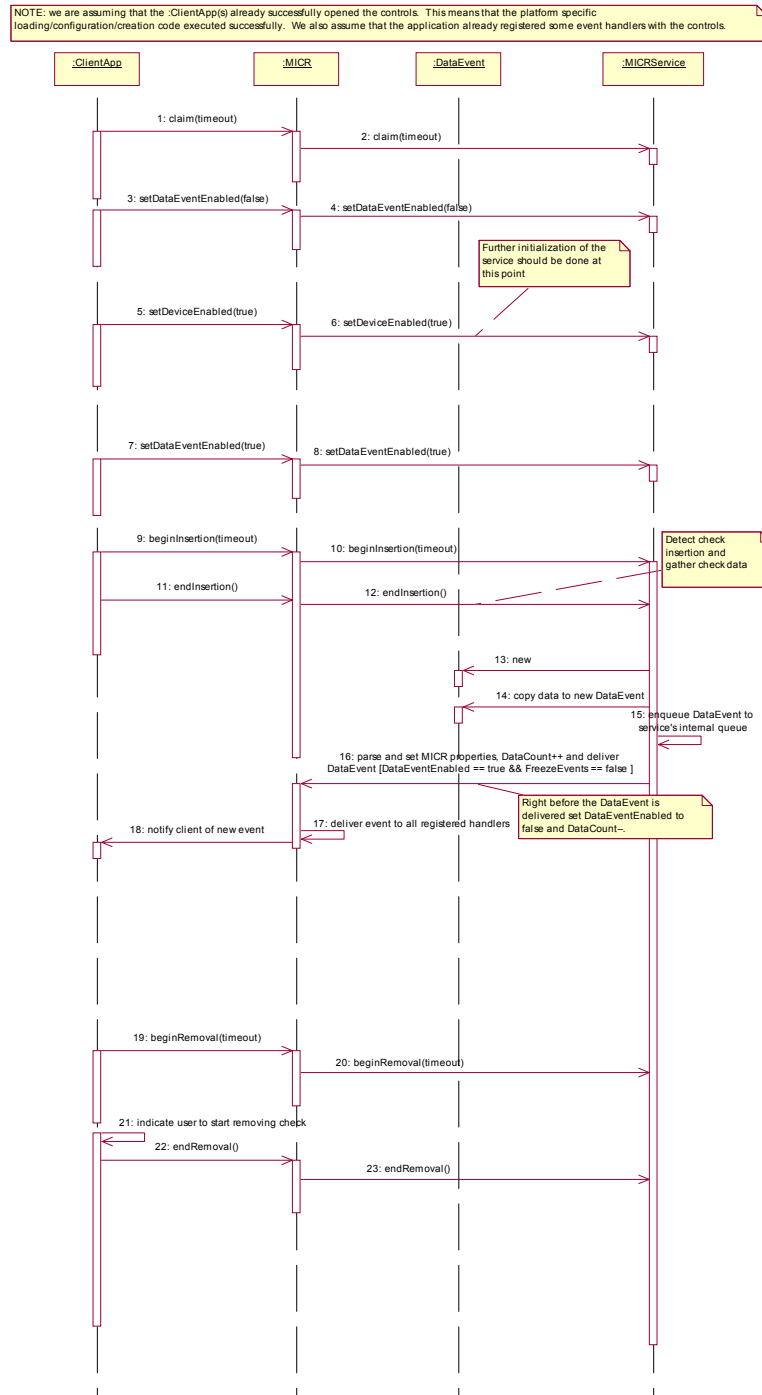 NOTE: we are assuming that the :ClientApp(s) already successfully opened the controls. This means that the platform specific
loading/configuration/creation code executed successfully. We also assume that the application already registered some event handlers with the controls.
:ClientApp
:MICR
:DataEvent
:MICRService
1: claim(timeout)
2: claim(timeout)
3: setDataEventEnabled(false)
4: setDataEventEnabled(false)
Further initialization of the
service should be done at
this point
5: setDeviceEnabled(true)
6: setDeviceEnabled(true)
7: setDataEventEnabled(true)
8: setDataEventEnabled(true)
9: beginInsertion(timeout)
10: beginInsertion(timeout)
Detect check
insertion and
gather check data
11: endInsertion()
12: endInsertion()
13: new
14: copy data to new DataEvent
15: enqueue DataEvent to
service's internal queue
16: parse and set MICR properties, DataCount++ and deliver
DataEvent [DataEventEnabled == true && FreezeEvents == false ]
Right before the DataEvent is
delivered set DataEventEnabled to
false and DataCount--.
17: deliver event to all registered handlers
18: notify client of new event
19: beginRemoval(timeout)
20: beginRemoval(timeout)
21: indicate user to start removing check
22: endRemoval()
23: endRemoval()